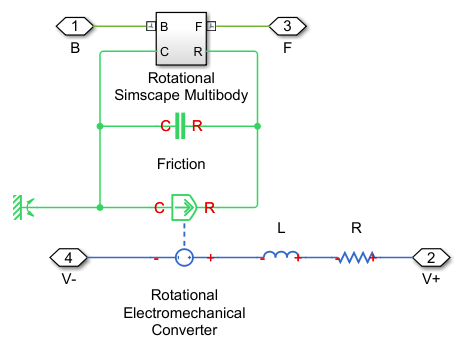 1
B
B
F
C
R
3
F
Rotational
Simscape Multibody
C
R
Friction
C
R
L
R
4
V-
-
+
-
+
-
+
2
V+
Rotational
Electromechanical
Converter